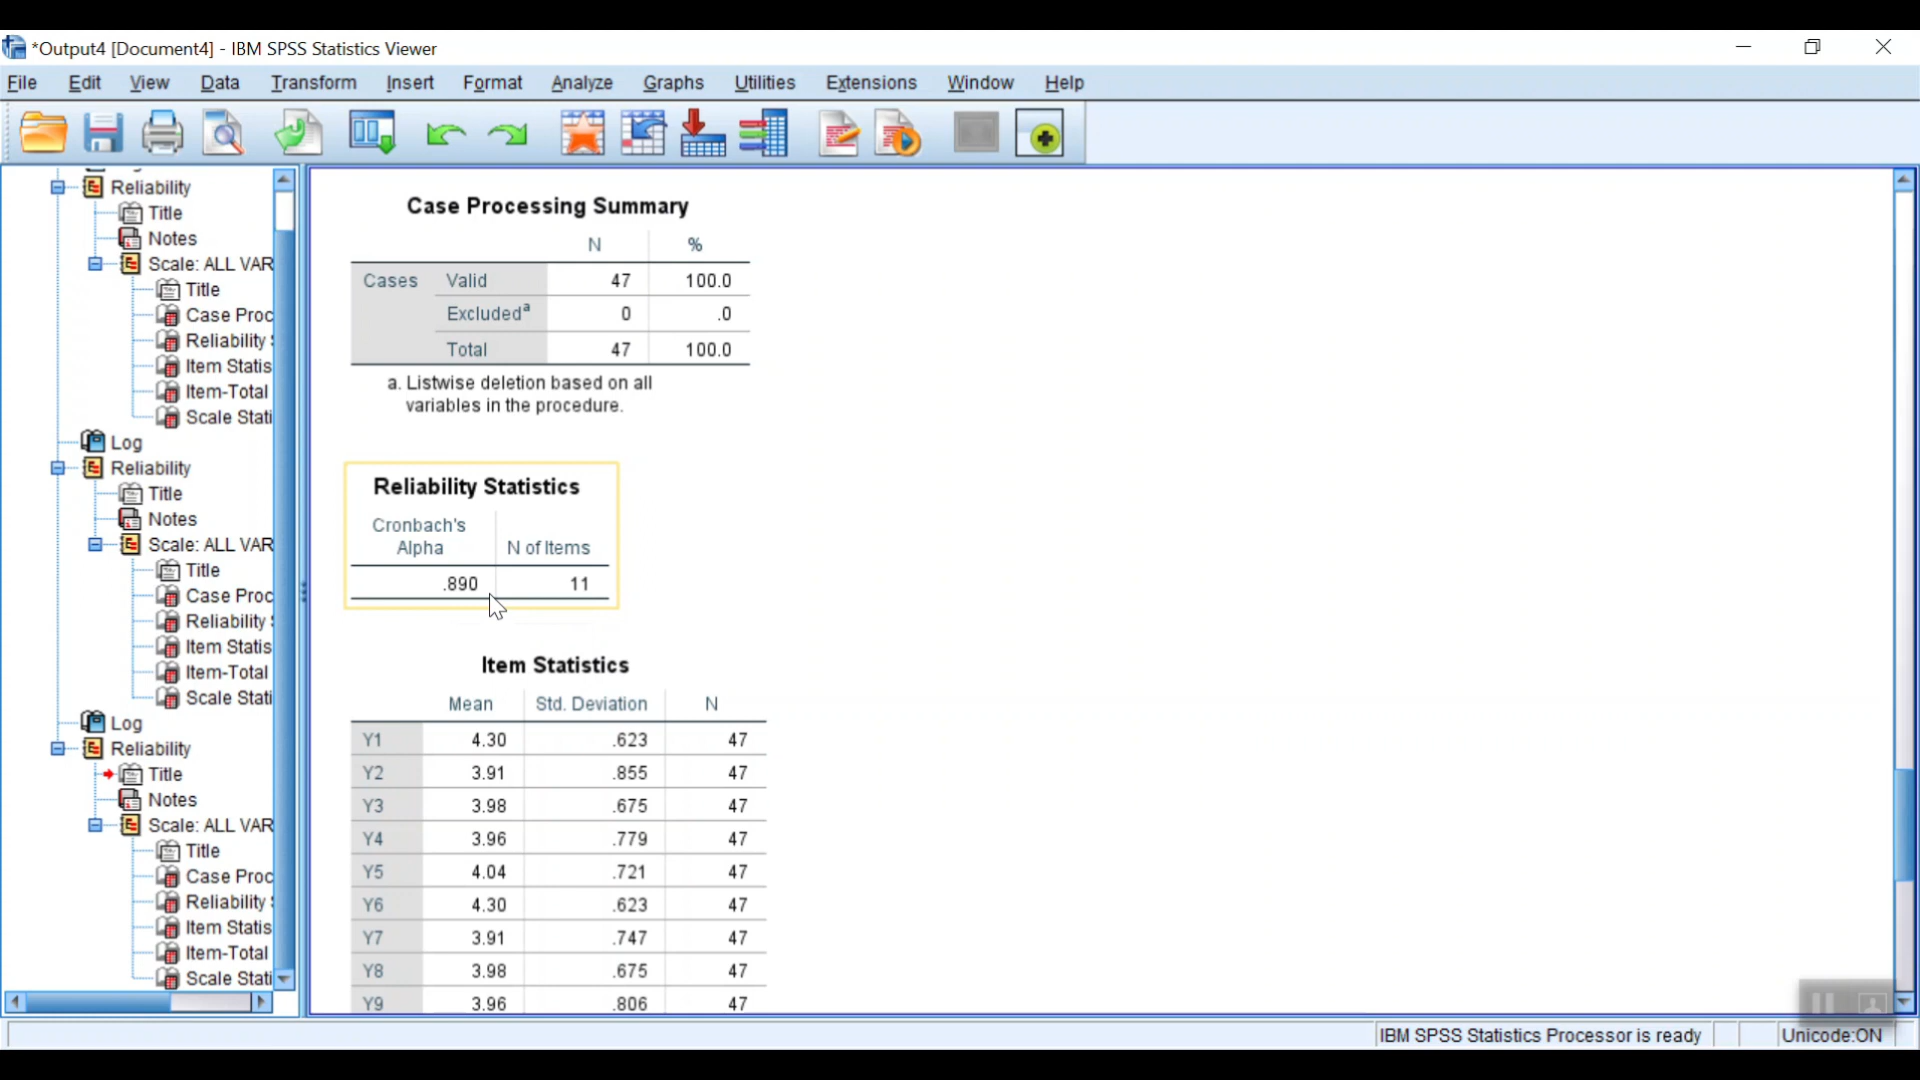 *Output4 [Document4] - IBM SPSS Statistics Viewer
File Edit View Data Transform Insert Format Analyze Graphs Utilities Extensions Window Help
Reliability
Title
Notes
Scale: ALL VAR
Title
Case Proc
Reliability
Item Statis
Item-Total
Scale Stati
Log
Reliability
Title
Notes
Scale: ALL VAR
Title
Case Proc
Reliability
Item Statis
Item-Total
Scale Stati
Log
Reliability
Title
Notes
Scale: ALL VAR
Title
Case Proc
Reliability
Item Statis
Item-Total
Scale Stati
Case Processing Summary
N %
Cases Valid 47 100.0
Excludedª 0 .0
Total 47 100.0
a. Listwise deletion based on all
variables in the procedure.
Reliability Statistics
Cronbach's
Alpha N of Items
.890 11
Item Statistics
Mean Std. Deviation N
Y1 4.30 .623 47
Y2 3.91 .855 47
Y3 3.98 .675 47
Y4 3.96 .779 47
Y5 4.04 .721 47
Y6 4.30 .623 47
Y7 3.91 .747 47
Y8 3.98 .675 47
Y9 3.96 .806 47
IBM SPSS Statistics Processor is ready Unicode:ON